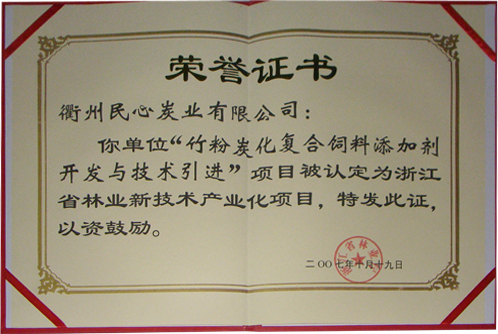 荣誉证书
衢州民心炭业有限公司：
你单位“竹粉炭化复合饲料添加剂
开发与技术引进”项目被认定为浙江
省林业新技术产业化项目，特发此证，
以资鼓励。
二〇〇七年十月十九日